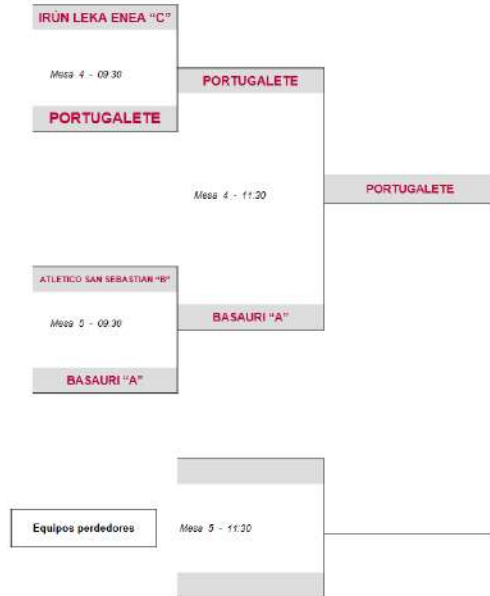 IRÚN LEKA ENEA “C”
Mesa 4 - 09:30
PORTUGALETE
PORTUGALETE
Mesa 4 - 11:30
PORTUGALETE
ATLETICO SAN SEBASTIAN “B”
Mesa 5 - 09:30
BASAURI “A”
BASAURI “A”
Equipos perdedores
Mesa 5 - 11:30